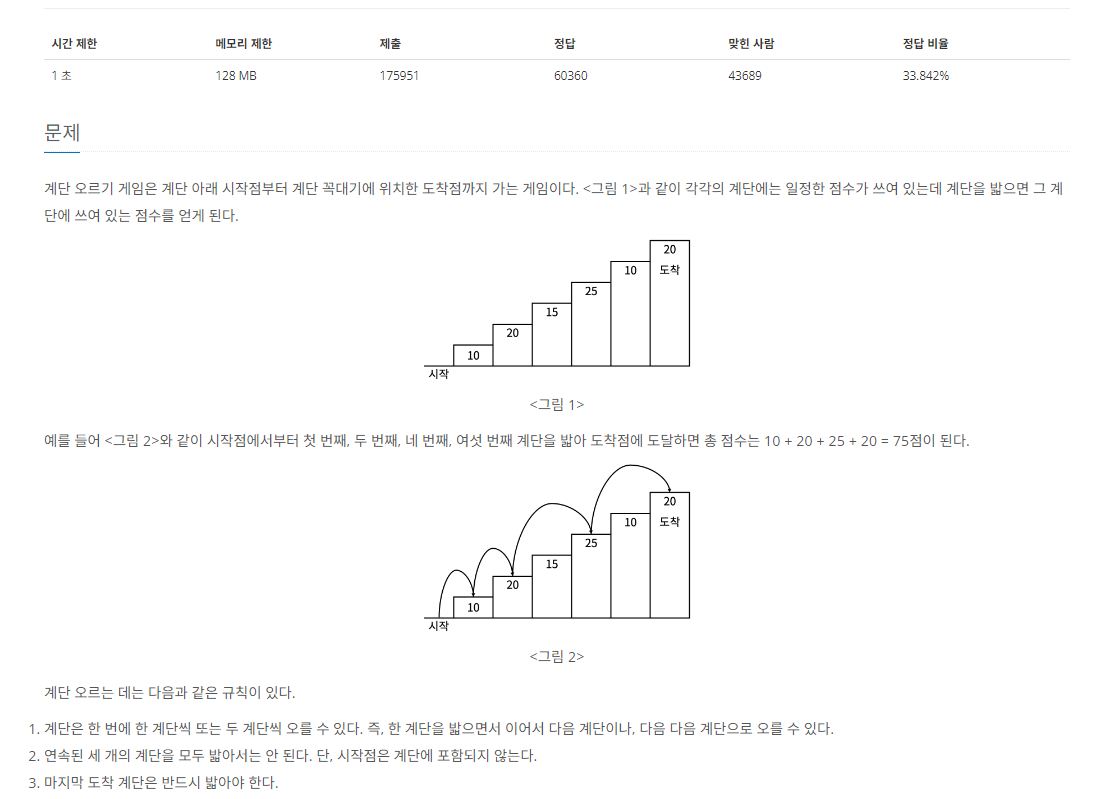 시간 제한 메모리 제한 제출 정답 맞힌 사람 정답 비율
1 초 128 MB 175951 60360 43689 33.842%
문제
계단 오르기 게임은 계단 아래 시작점부터 계단 꼭대기에 위치한 도착점까지 가는 게임이다. <그림 1>과 같이 각각의 계단에는 일정한 점수가 쓰여 있는데 계단을 밟으면 그 계
단에 쓰여 있는 점수를 얻게 된다.
20
도착
10
25
15
20
10
시작
<그림 1>
예를 들어 <그림 2>와 같이 시작점에서부터 첫 번째, 두 번째, 네 번째, 여섯 번째 계단을 밟아 도착점에 도달하면 총 점수는 10 + 20 + 25 + 20 = 75점이 된다.
20
도착
10
25
15
20
10
시작
<그림 2>
계단 오르는 데는 다음과 같은 규칙이 있다.
1. 계단은 한 번에 한 계단씩 또는 두 계단씩 오를 수 있다. 즉, 한 계단을 밟으면서 이어서 다음 계단이나, 다음 다음 계단으로 오를 수 있다.
2. 연속된 세 개의 계단을 모두 밟아서는 안 된다. 단, 시작점은 계단에 포함되지 않는다.
3. 마지막 도착 계단은 반드시 밟아야 한다.